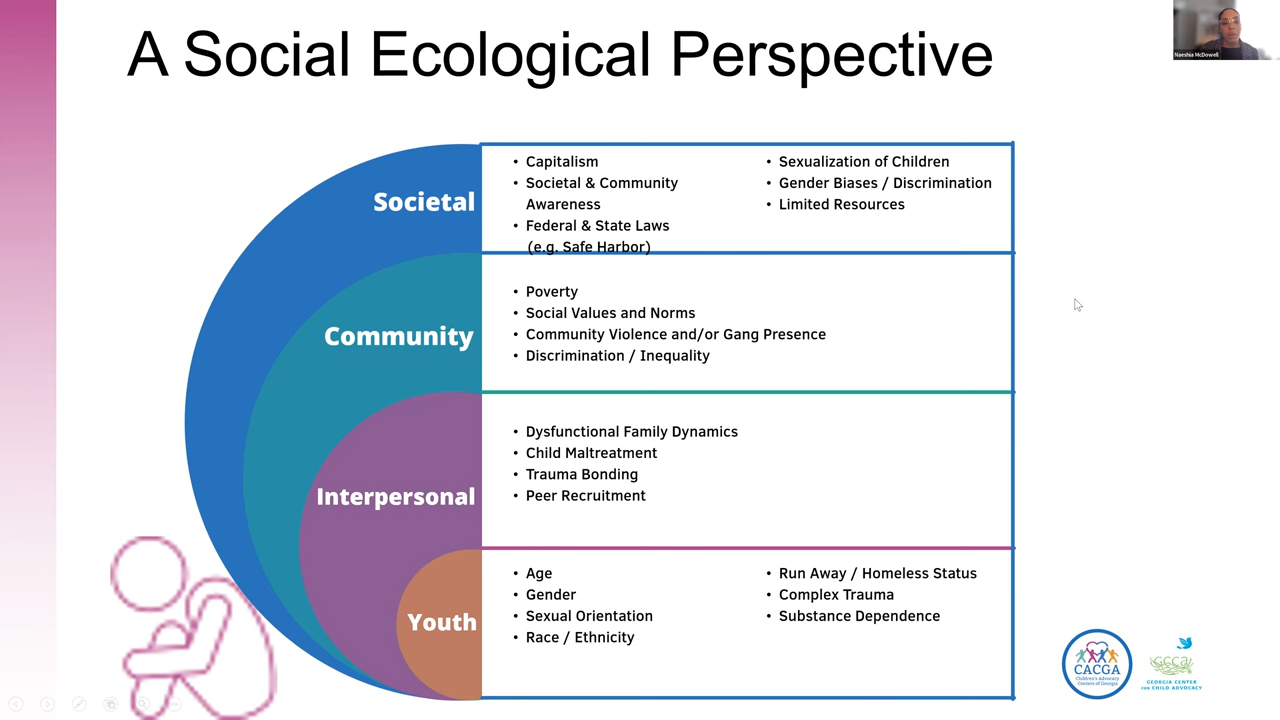 A Social Ecological Perspective
Naeshia McDowell
Societal
• Capitalism
• Societal & Community
Awareness
• Federal & State Laws
(e.g. Safe Harbor)
• Sexualization of Children
• Gender Biases / Discrimination
• Limited Resources
Community
• Poverty
• Social Values and Norms
• Community Violence and/or Gang Presence
• Discrimination / Inequality
Interpersonal
• Dysfunctional Family Dynamics
• Child Maltreatment
• Trauma Bonding
• Peer Recruitment
Youth
• Age
• Gender
• Sexual Orientation
• Race / Ethnicity
• Run Away / Homeless Status
• Complex Trauma
• Substance Dependence
CACGA
Children's Advocacy
Centers of Georgia
gcca
GEORGIA CENTER
FOR CHILD ADVOCACY